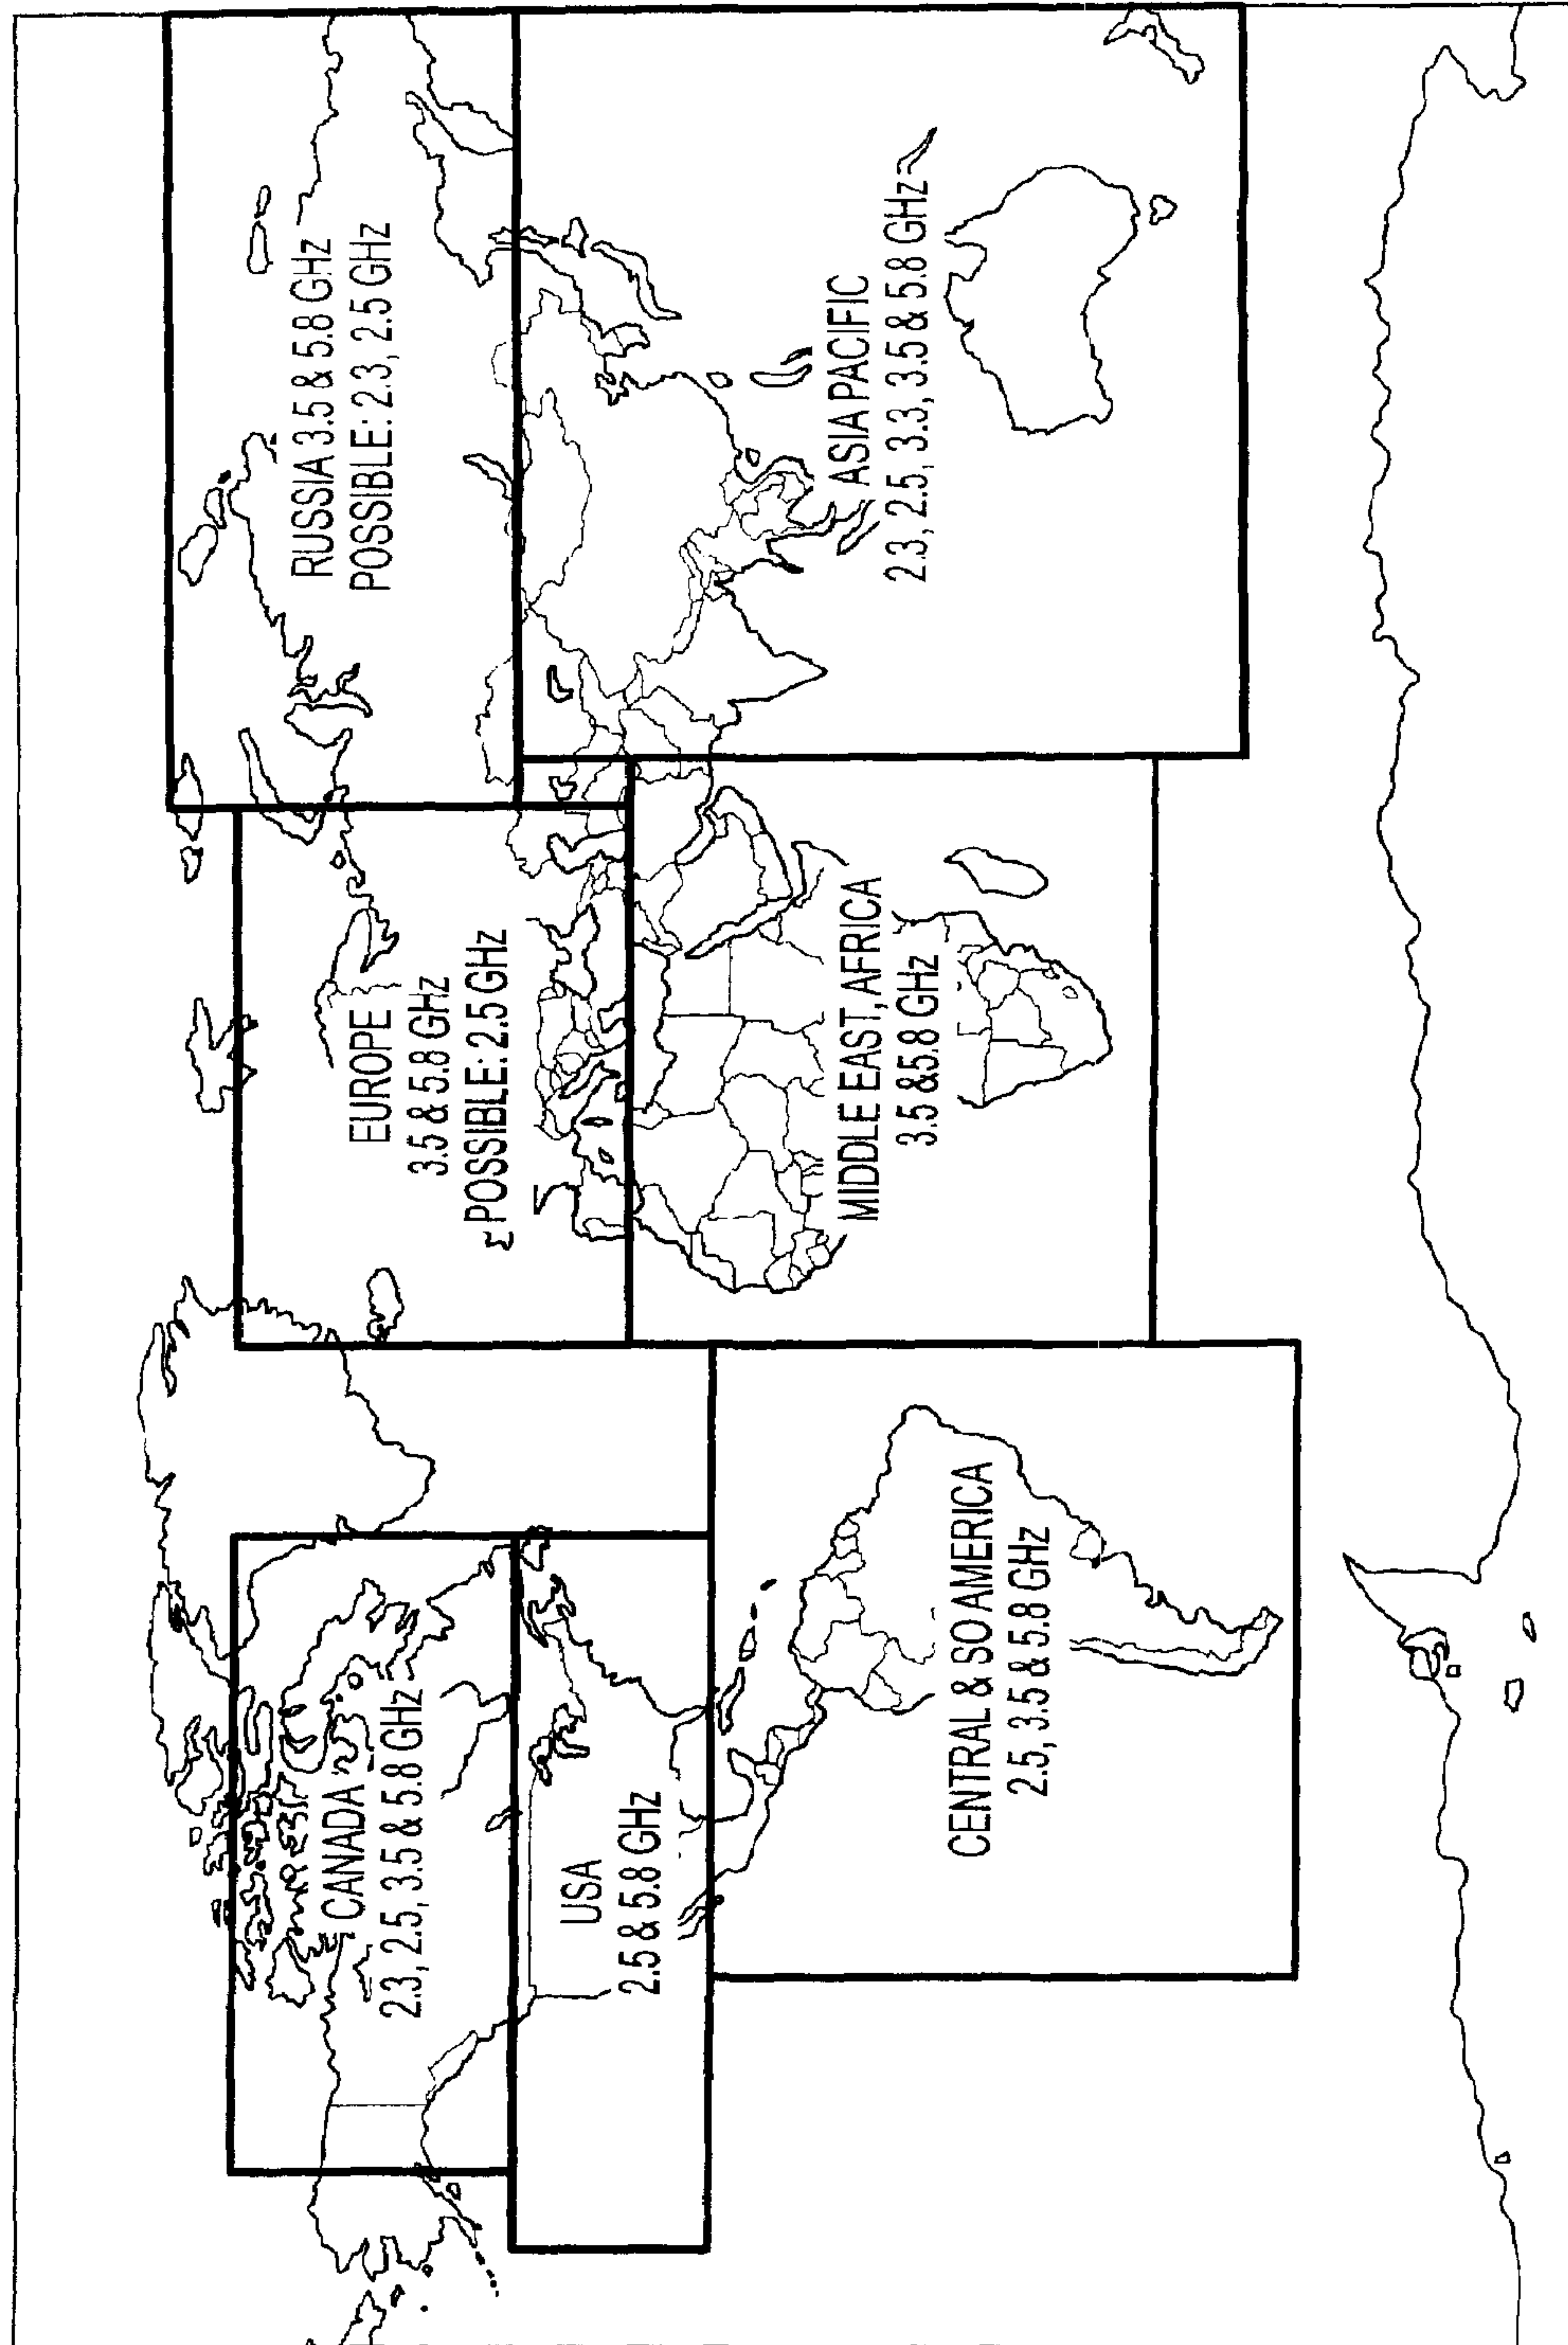 CANADA
2.3, 2.5, 3.5 & 5.8 GHz
USA
2.5 & 5.8 GHz
CENTRAL & SO AMERICA
2.5, 3.5 & 5.8 GHz
EUROPE
3.5 & 5.8 GHz
POSSIBLE: 2.5 GHz
MIDDLE EAST, AFRICA
3.5 &5.8 GHz
RUSSIA 3.5 & 5.8 GHz
POSSIBLE: 2.3, 2.5 GHz
ASIA PACIFIC
2.3, 2.5, 3.3, 3.5 & 5.8 GHz